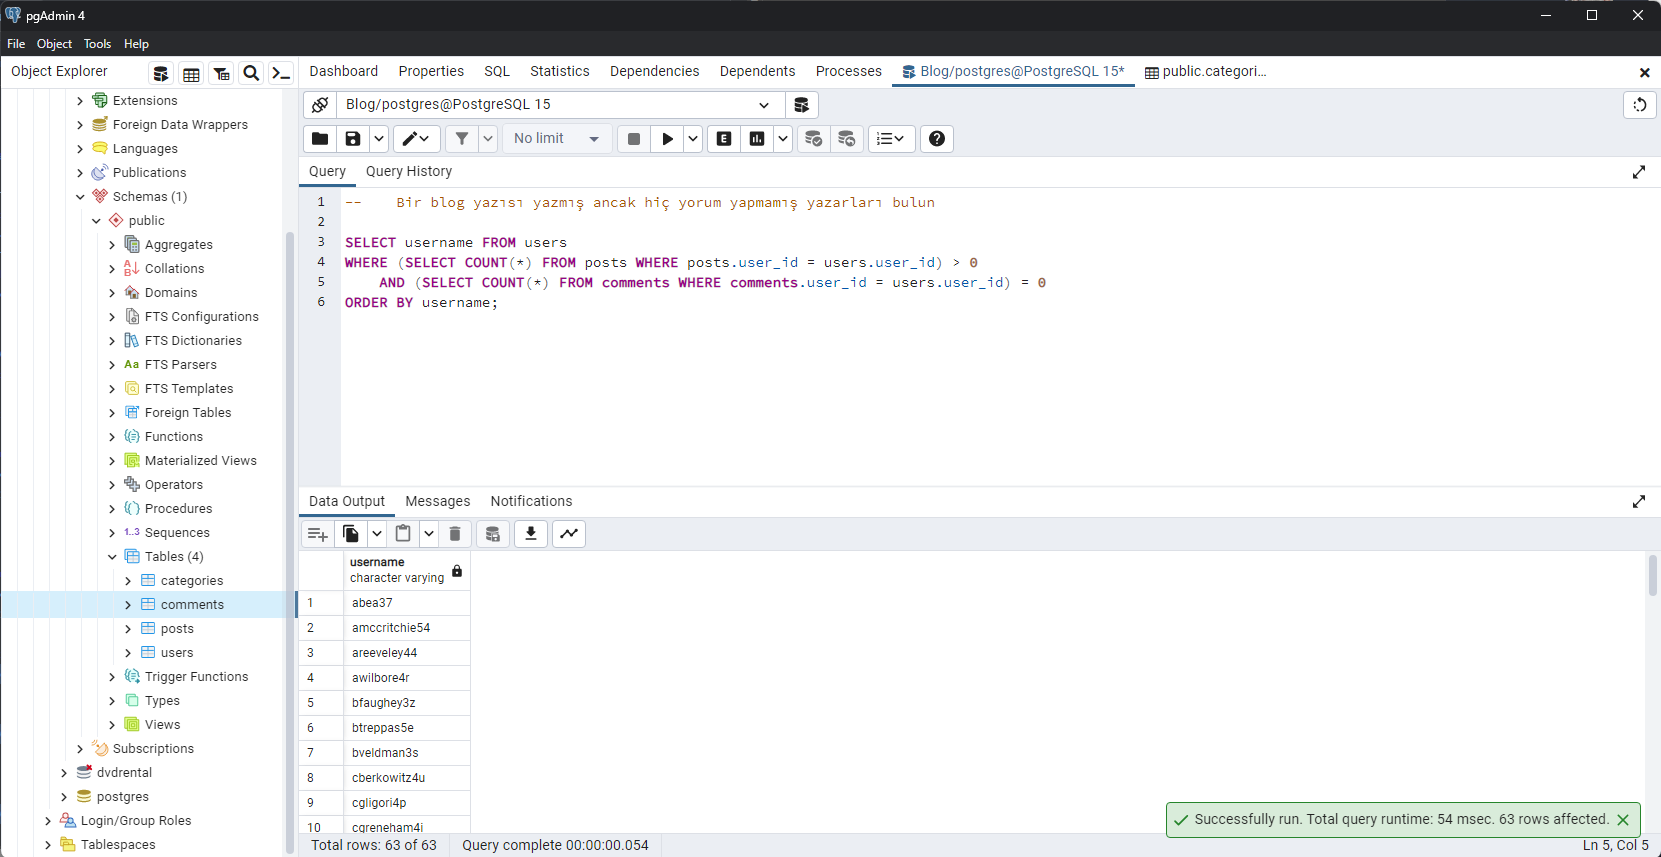 pgAdmin 4
File Object Tools Help
Object Explorer
Dashboard Properties SQL Statistics Dependencies Dependents Processes Blog/postgres@PostgreSQL 15* public.categori...
Extensions
Foreign Data Wrappers
Languages
Publications
Schemas (1)
public
Aggregates
Collations
Domains
FTS Configurations
FTS Dictionaries
Aa FTS Parsers
FTS Templates
Foreign Tables
Functions
Materialized Views
Operators
Procedures
1..3 Sequences
Tables (4)
categories
comments
posts
users
Trigger Functions
Types
Views
Subscriptions
dvdrental
postgres
Login/Group Roles
Tablespaces
Blog/postgres@PostgreSQL 15
No limit
E
Query Query History
1 -- Bir blog yazısı yazmış ancak hiç yorum yapmamış yazarları bulun
2
3 SELECT username FROM users
4 WHERE (SELECT COUNT(*) FROM posts WHERE posts.user_id = users.user_id) > 0
5 AND (SELECT COUNT(*) FROM comments WHERE comments.user_id = users.user_id) = 0
6 ORDER BY username;
Data Output Messages Notifications
username
character varying
1 abea37
2 amccritchie54
3 areeveley44
4 awilbore4r
5 bfaughey3z
6 btreppas5e
7 bveldman3s
8 cberkowitz4u
9 cgligori4p
10 cgreneham4i
Successfully run. Total query runtime: 54 msec. 63 rows affected.
Total rows: 63 of 63 Query complete 00:00:00.054 Ln 5, Col 5